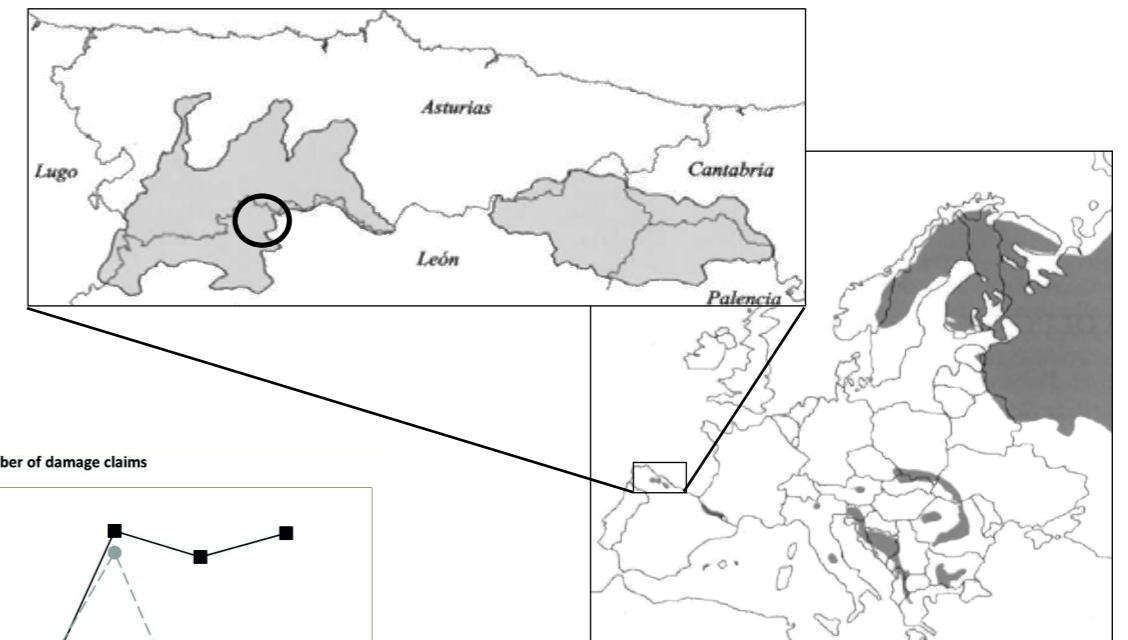 Asturias
Lugo
Cantabria
León
Palencia
ber of damage claims